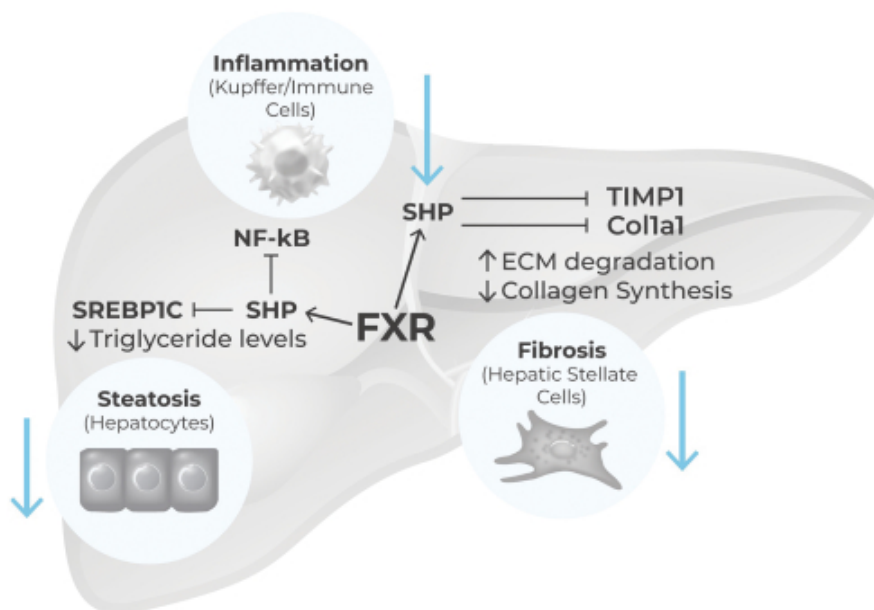 Inflammation
(Kupffer/Immune
Cells)
SHP
TIMP1
Col1a1
NF-kB
↑ ECM degradation
↓ Collagen Synthesis
SREBP1C
SHP
FXR
↓ Triglyceride levels
Fibrosis
(Hepatic Stellate
Cells)
Steatosis
(Hepatocytes)